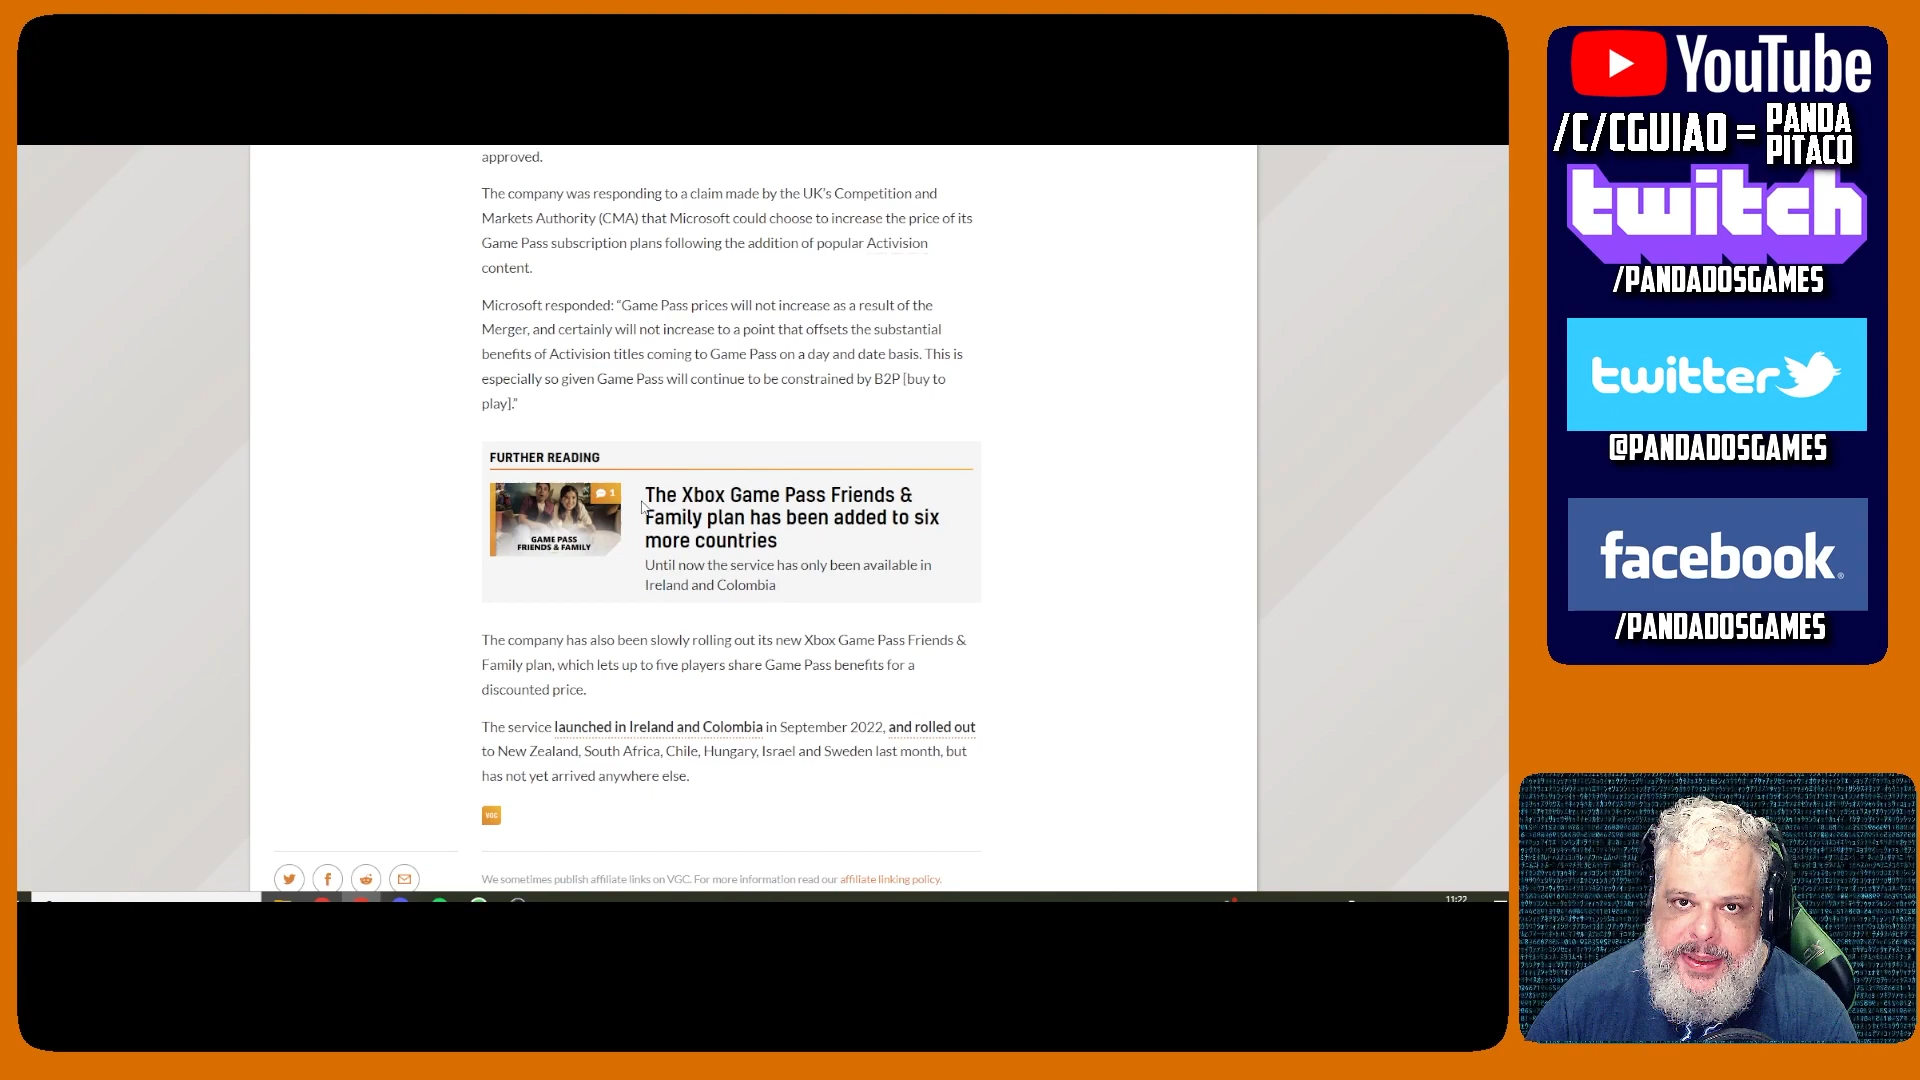 approved.
The company was responding to a claim made by the UK's Competition and
Markets Authority (CMA) that Microsoft could choose to increase the price of its
Game Pass subscription plans following the addition of popular Activision
content.
Microsoft responded: “Game Pass prices will not increase as a result of the
Merger, and certainly will not increase to a point that offsets the substantial
benefits of Activision titles coming to Game Pass on a day and date basis. This is
especially so given Game Pass will continue to be constrained by B2P [buy to
play].”
FURTHER READING
1
GAME PASS
FRIENDS & FAMILY
The Xbox Game Pass Friends &
Family plan has been added to six
more countries
Until now the service has only been available in
Ireland and Colombia
The company has also been slowly rolling out its new Xbox Game Pass Friends &
Family plan, which lets up to five players share Game Pass benefits for a
discounted price.
The service launched in Ireland and Colombia in September 2022, and rolled out
to New Zealand, South Africa, Chile, Hungary, Israel and Sweden last month, but
has not yet arrived anywhere else.
VGC
We sometimes publish affiliate links on VGC. For more information read our affiliate linking policy.
11:22
YouTube
/C/CGUIAO = PANDA
PITACO
twitch
/PANDADOSGAMES
twitter
@PANDADOSGAMES
facebook.
/PANDADOSGAMES